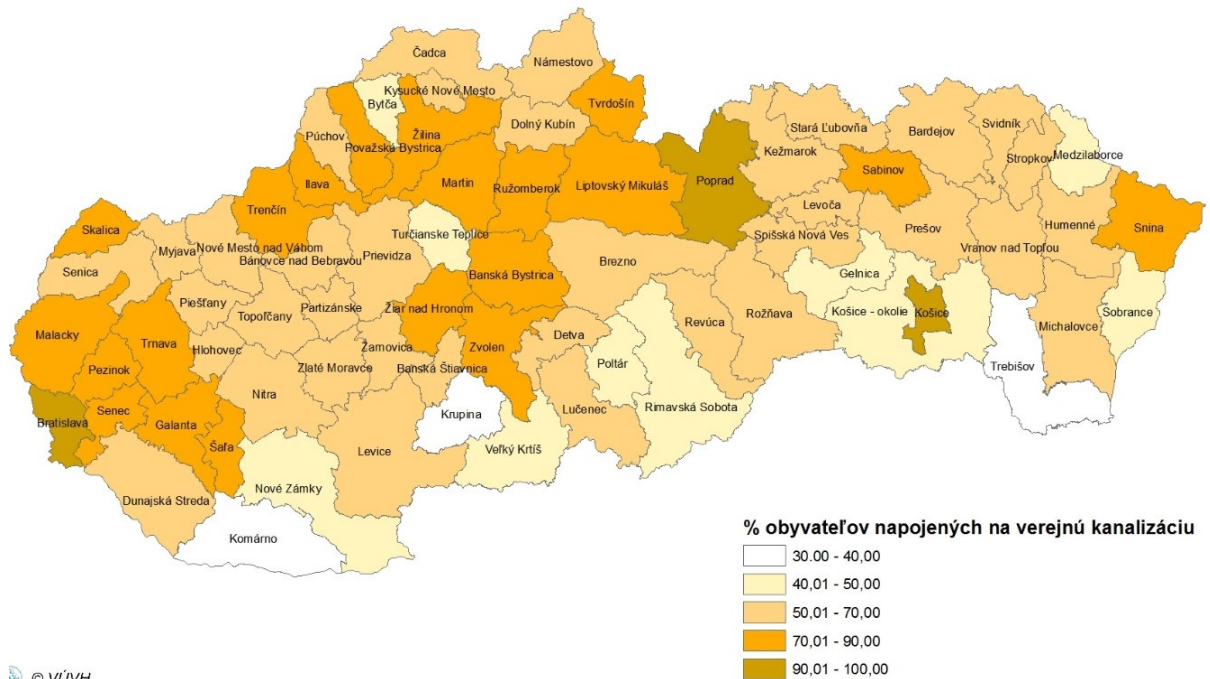 Čadca
Námestovo
Kysucké Nové Mesto
Bytča
Tvrdošín
Púchov
Žilina
Dolný Kubín
Považská Bystrica
Stará Ľubovňa
Bardejov
Svidník
Kežmarok
Stropkov
Medzilaborce
Ilava
Martin
Ružomberok
Liptovský Mikuláš
Poprad
Sabinov
Trenčín
Levoča
Skalica
Turčianske Teplice
Prešov
Humenné
Snina
Myjava
Nové Mesto nad Váhom
Spišská Nová Ves
Vranov nad Topľou
Bánovce nad Bebravou
Prievidza
Brezno
Senica
Banská Bystrica
Gelnica
Piešťany
Partizánske
Žiar nad Hronom
Košice - okolie
Košice
Sobrance
Topoľčany
Rožňava
Revúca
Michalovce
Malacky
Trnava
Hlohovec
Žarnovica
Zvolen
Detva
Pezinok
Zlaté Moravce
Banská Štiavnica
Poltár
Trebišov
Nitra
Senec
Krupina
Lučenec
Rimavská Sobota
Bratislava
Galanta
Šaľa
Levice
Veľký Krtíš
Nové Zámky
Dunajská Streda
Komárno
% obyvateľov napojených na verejnú kanalizáciu
30.00 - 40,00
40,01 - 50,00
50,01 - 70,00
70,01 - 90,00
90,01 - 100,00
© VÚVH